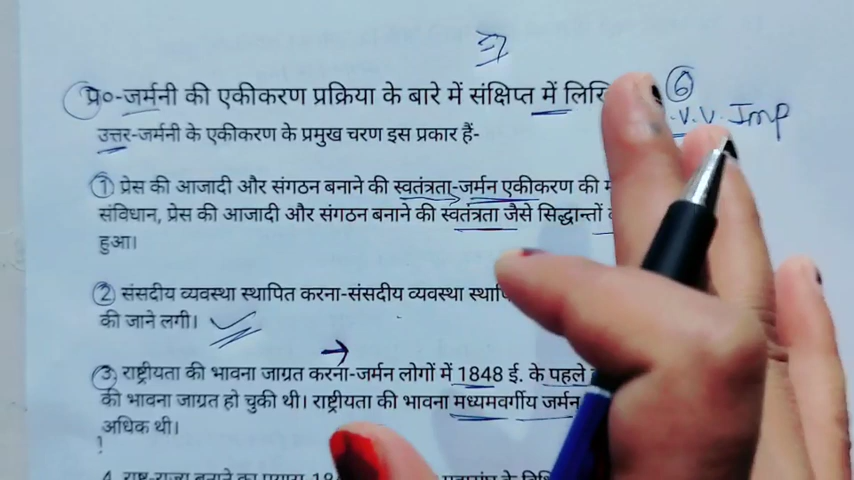 37
प्र०-जर्मनी की एकीकरण प्रक्रिया के बारे में संक्षिप्त में
6
V. V. Imp
उत्तर-जर्मनी के एकीकरण के प्रमुख चरण इस प्रकार हैं-
1 प्रेस की आजादी और संगठन बनाने की स्वतंत्रता-जर्मन एकीकरण की
संविधान, प्रेस की आजादी और संगठन बनाने की स्वतंत्रता जैसे सिद्धान्तों
हुआ।
2 संसदीय व्यवस्था स्थापित करना-संसदीय व्यवस्था
की जाने लगी।
3 राष्ट्रीयता की भावना जाग्रत करना-जर्मन लोगों में 1848 ई. के पहले
की भावना जाग्रत हो चुकी थी। राष्ट्रीयता की भावना मध्यमवर्गीय जर्मन
अधिक थी।